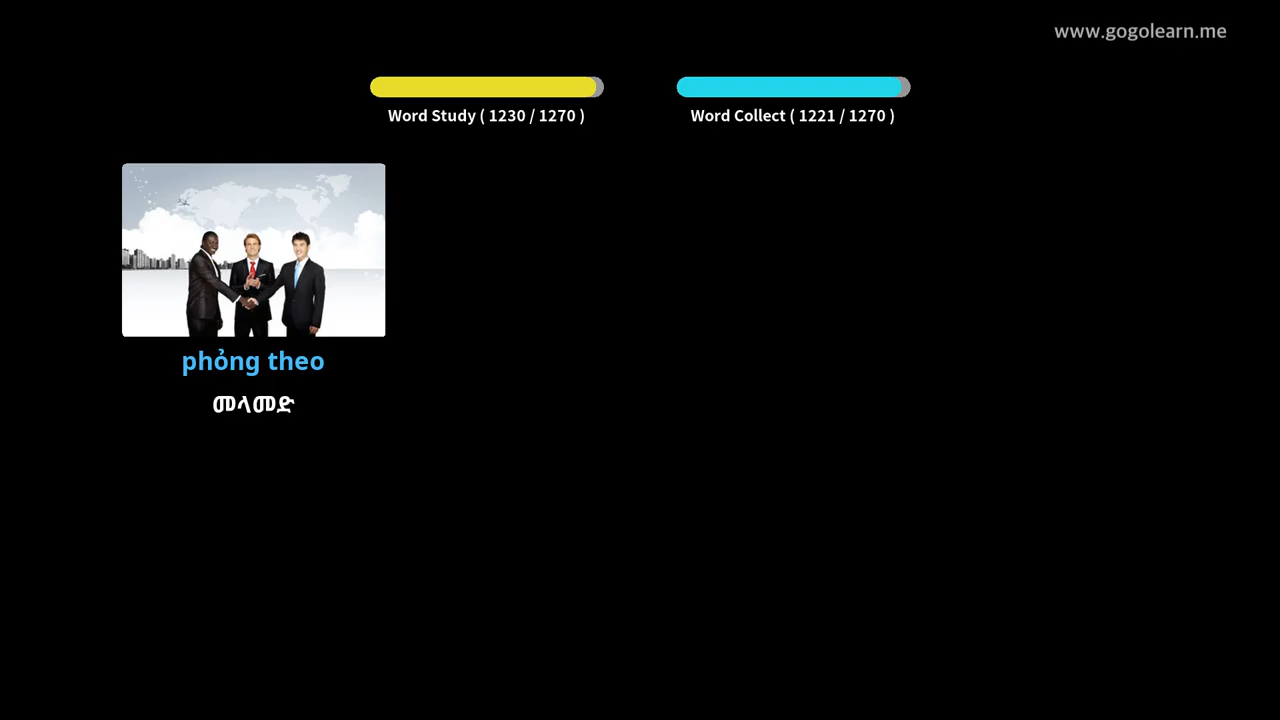 www.gogolearn.me
Word Study ( 1230 / 1270 )
Word Collect ( 1221 / 1270 )
phỏng theo
መላመድ